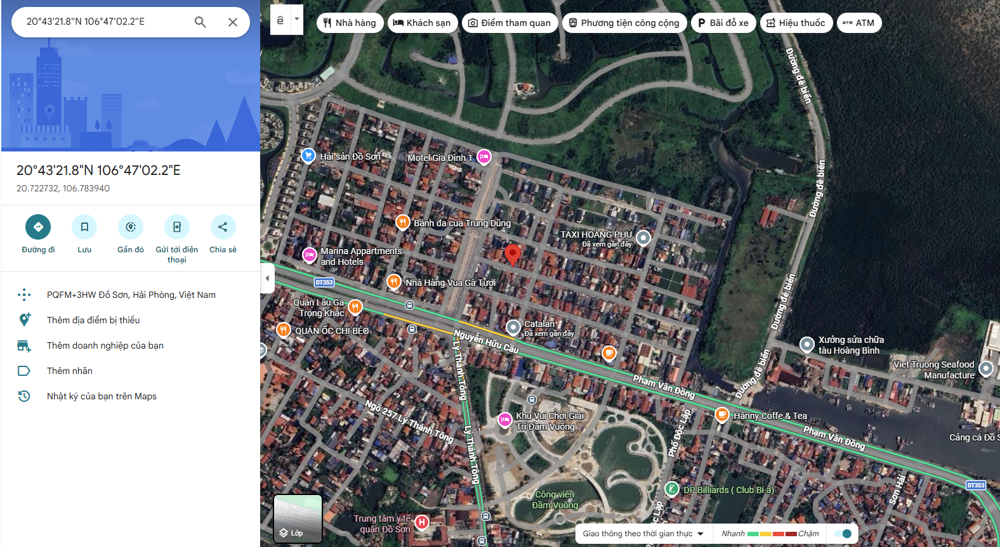 20°43'21.8"N 106°47'02.2"E
20°43'21.8"N 106°47'02.2"E
20.722732, 106.783940
Đường đi
Lưu
Gần đó
Gửi tới điện
thoại
Chia sẻ
PQFM+3HW Đồ Sơn, Hải Phòng, Việt Nam
Thêm địa điểm bị thiếu
Thêm doanh nghiệp của bạn
Thêm nhãn
Nhật ký của bạn trên Maps
ê
Nhà hàng
Khách sạn
Điểm tham quan
Phương tiện công cộng
Bãi đỗ xe
Hiệu thuốc
ATM
Đường đê biển
Hải sản Đồ Sơn
Motel Gia Đình 1
Đường đê biển
Bánh đa cua Trung Dũng
TAXI HOÀNG PHÚ
Đã xem gần đây
Marina Appartments
and Hotels
DT353
Nhà Hàng Vua Gà Tươi
Đường đê biển
Quán Lẩu Gà
Trọng Khắc
QUÁN ỐC CHỊ BÉO
Catalan
Đã xem gần đây
Nguyễn Hữu Cầu
Xưởng sửa chữa
tàu Hoàng Bình
Lý Thánh Tông
Đường đê biển
Viet Truong Seafood
Manufacture
Phạm Văn Đồng
Ngõ 257 Lý Thánh Tông
Khu Vui Chơi Giải
Trí Đầm Vuông
Hânny Coffe & Tea
Phố Độc Lập
Phạm Văn Đồng
Cảng cá Đồ S
Lý Thánh Tông
DP Billiards ( Club Bi-a)
DT353
Sơn Hải
Công viên
Đầm Vuông
Trung tâm y tế
quận Đồ Sơn
Lớp
Giao thông theo thời gian thực
Nhanh
Chậm